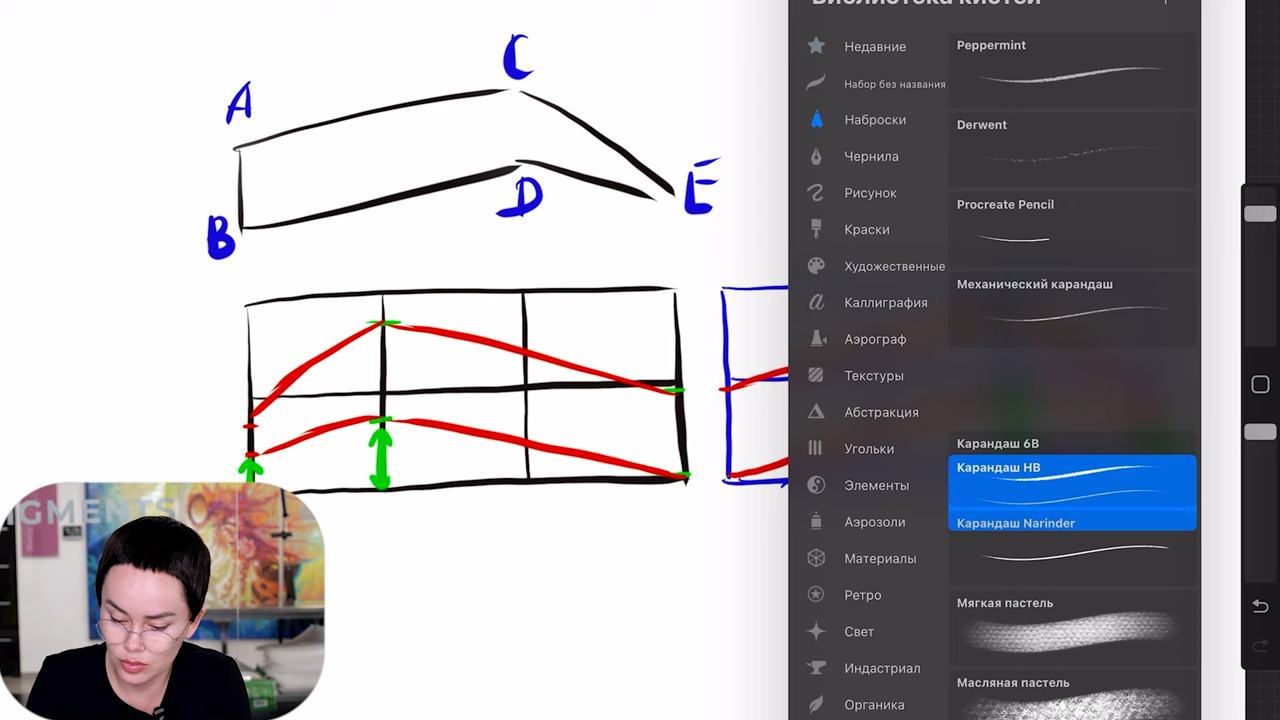 Библиотека кистей
Недавние
Набор без названия
Наброски
Чернила
Рисунок
Краски
Художественные
Каллиграфия
Аэрограф
Текстуры
Абстракция
Угольки
Элементы
Аэрозоли
Материалы
Ретро
Свет
Индастриал
Органика
Peppermint
Derwent
Procreate Pencil
Механический карандаш
Карандаш 6B
Карандаш HB
Карандаш Narinder
Мягкая пастель
Масляная пастель
A
C
B
D
E
GMENTS